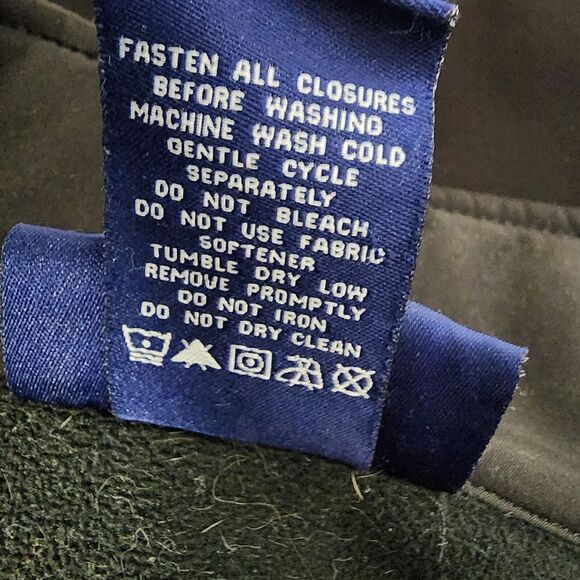 FASTEN ALL CLOSURES
BEFORE WASHING
MACHINE WASH COLD
GENTLE CYCLE
SEPARATELY
DO NOT BLEACH
DO NOT USE FABRIC
SOFTENER
TUMBLE DRY LOW
REMOVE PROMPTLY
DO NOT IRON
DO NOT DRY CLEAN